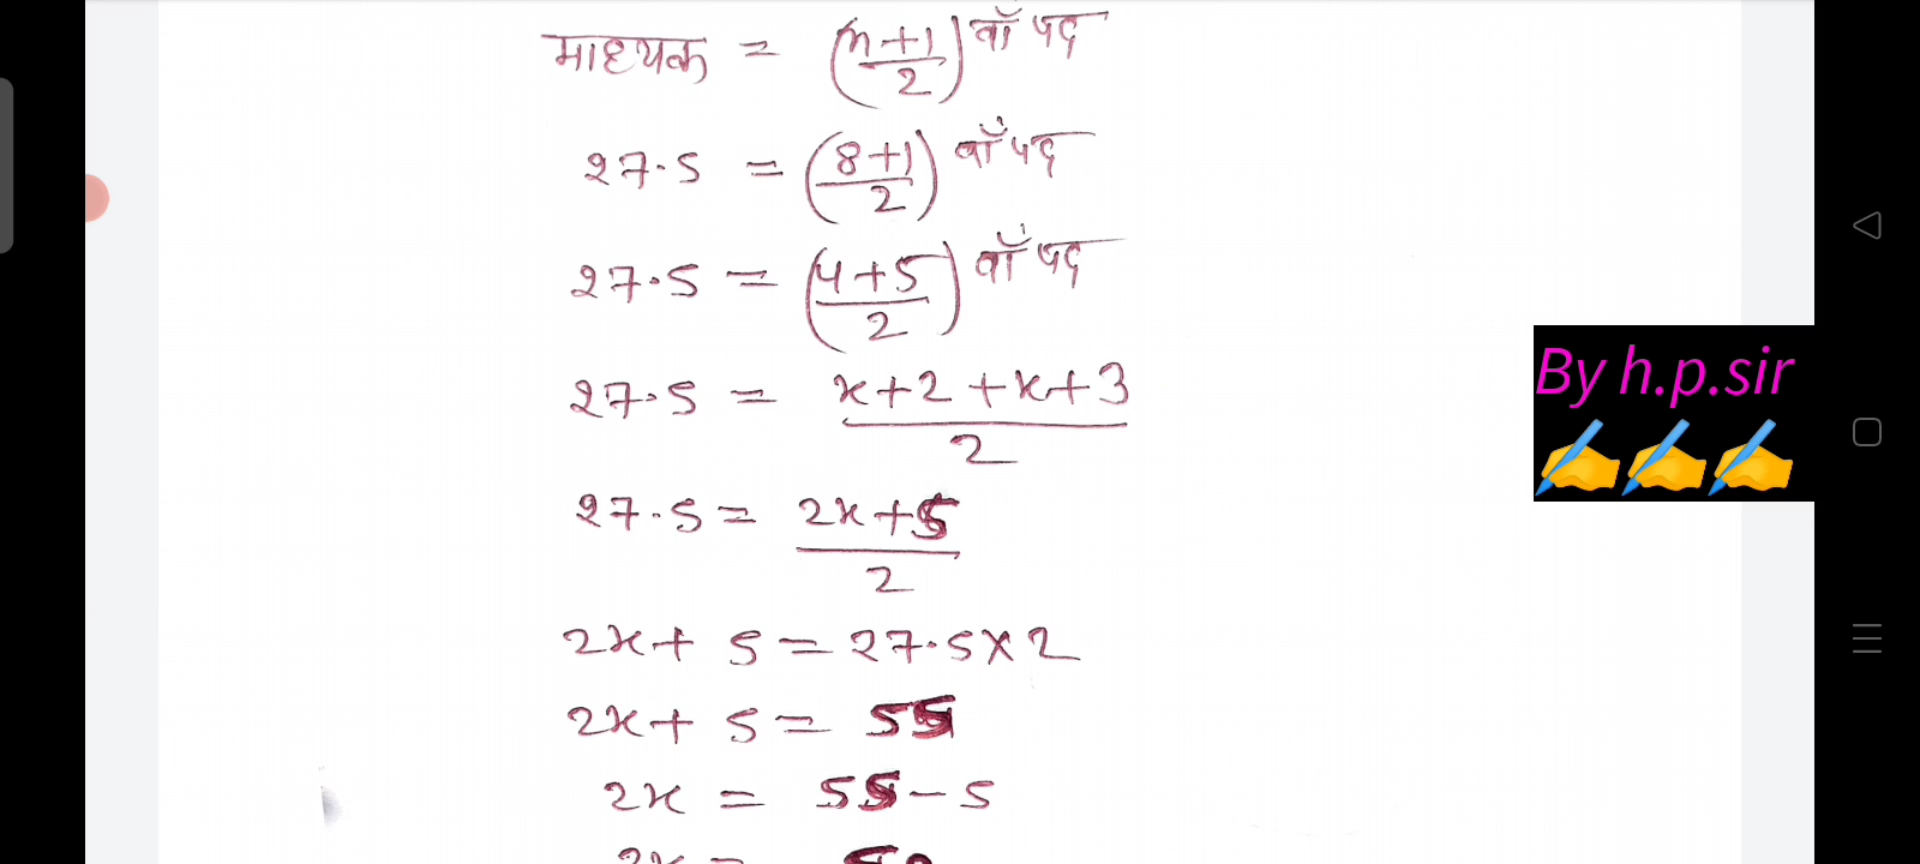 माध्यक = (n+1/2) वाँ पद
27.5 = (8+1/2) वाँ पद
27.5 = (4+5/2) वाँ पद
27.5 = x+2+x+3/2
27.5 = 2x+5/2
2x+ 5 = 27.5×2
2x+ 5 = 55
2x = 55-5
By h.p.sir
✍️✍️✍️